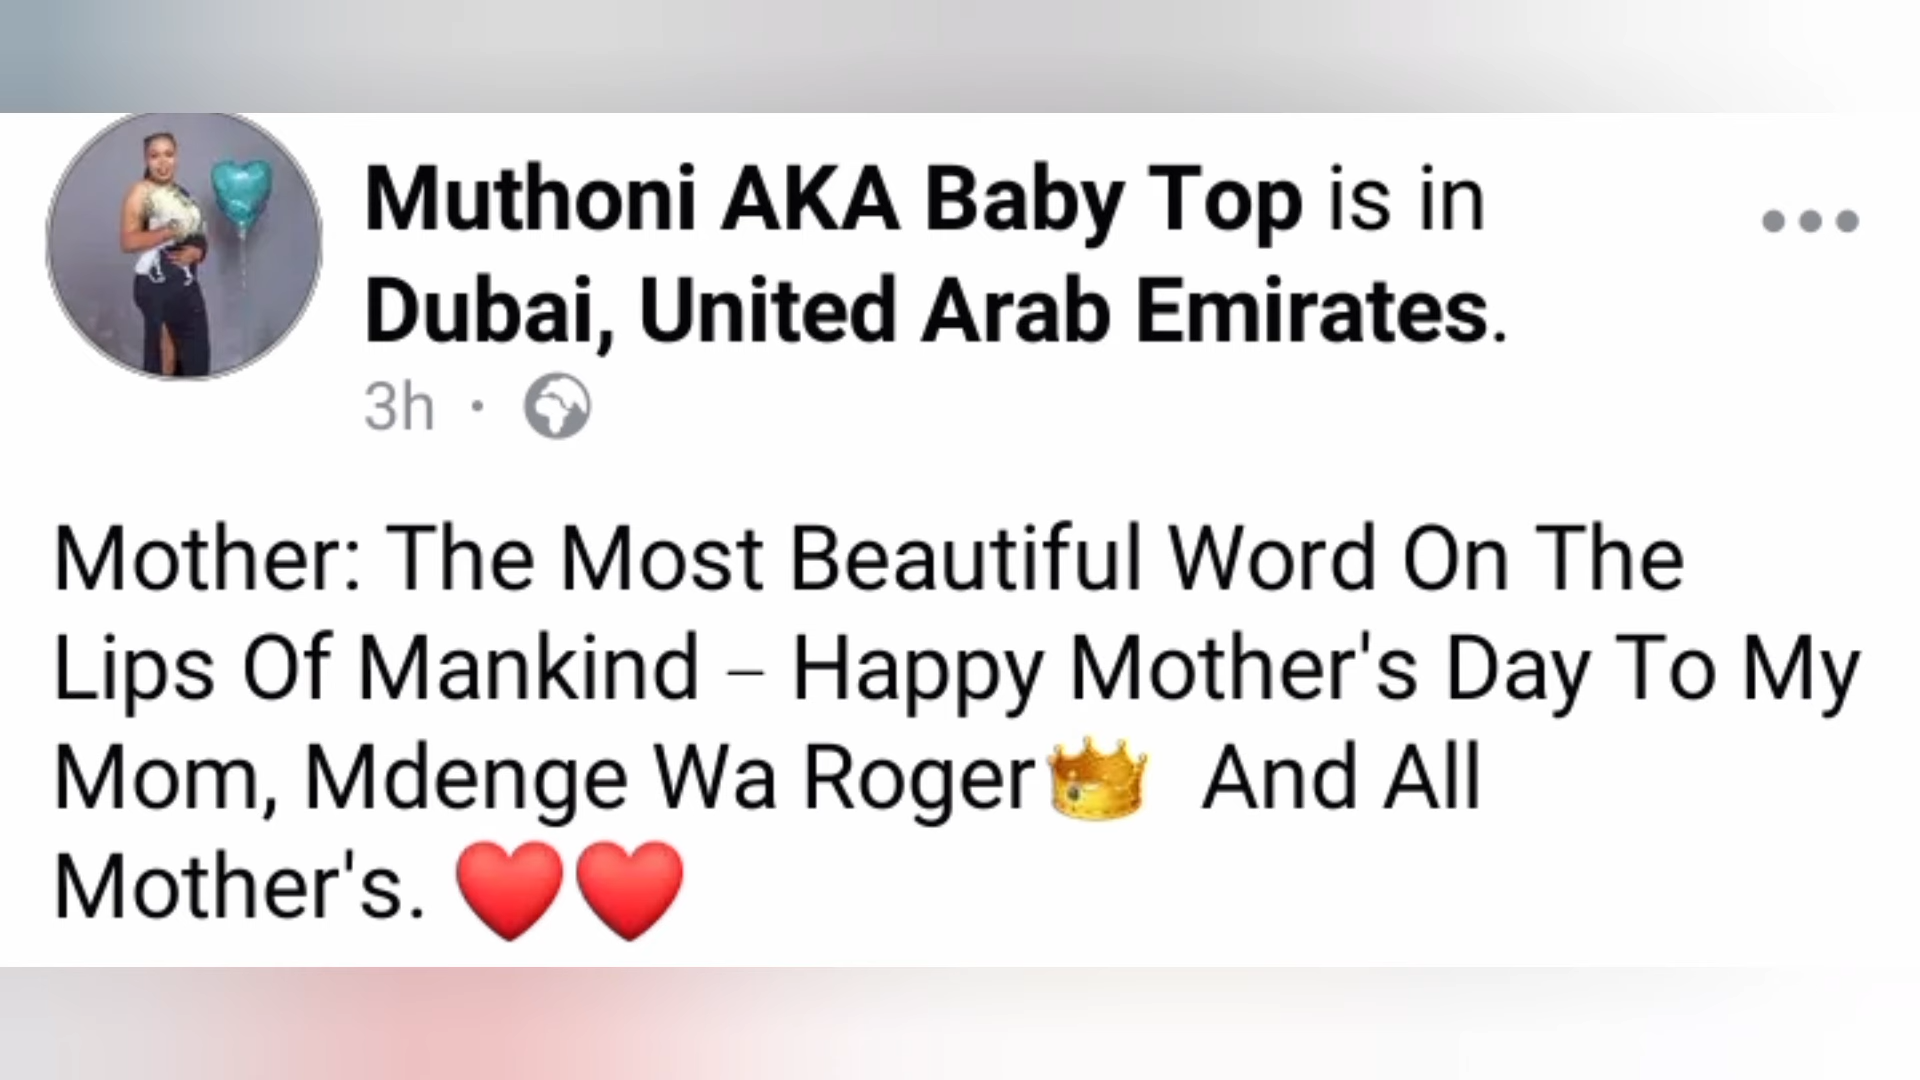 Muthoni AKA Baby Top is in
Dubai, United Arab Emirates.
3h ·
Mother: The Most Beautiful Word On The
Lips Of Mankind – Happy Mother's Day To My
Mom, Mdenge Wa Roger👑 And All
Mother's. ❤️❤️